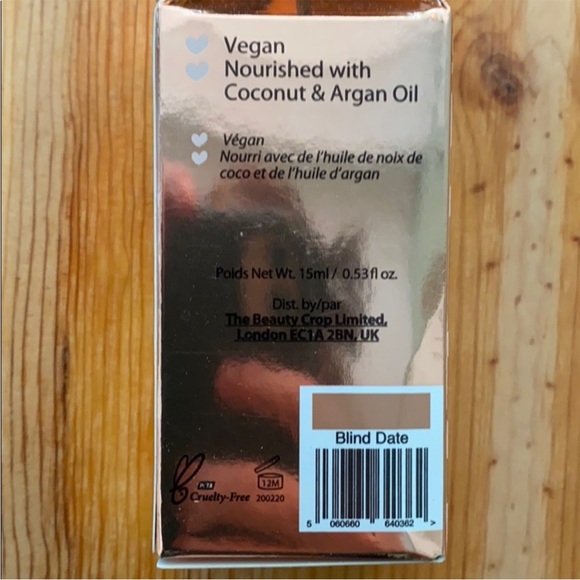 Vegan
Nourished with
Coconut & Argan Oil
Végan
Nourri avec de l'huile de noix de
coco et de l'huile d'argan
Poids Net Wt. 15ml / 0.53fl oz.
Dist. by/par
The Beauty Crop Limited,
London EC1A 2BN, UK
Blind Date
PETA
Cruelty-Free
12M
200220
5 060660 640362 >